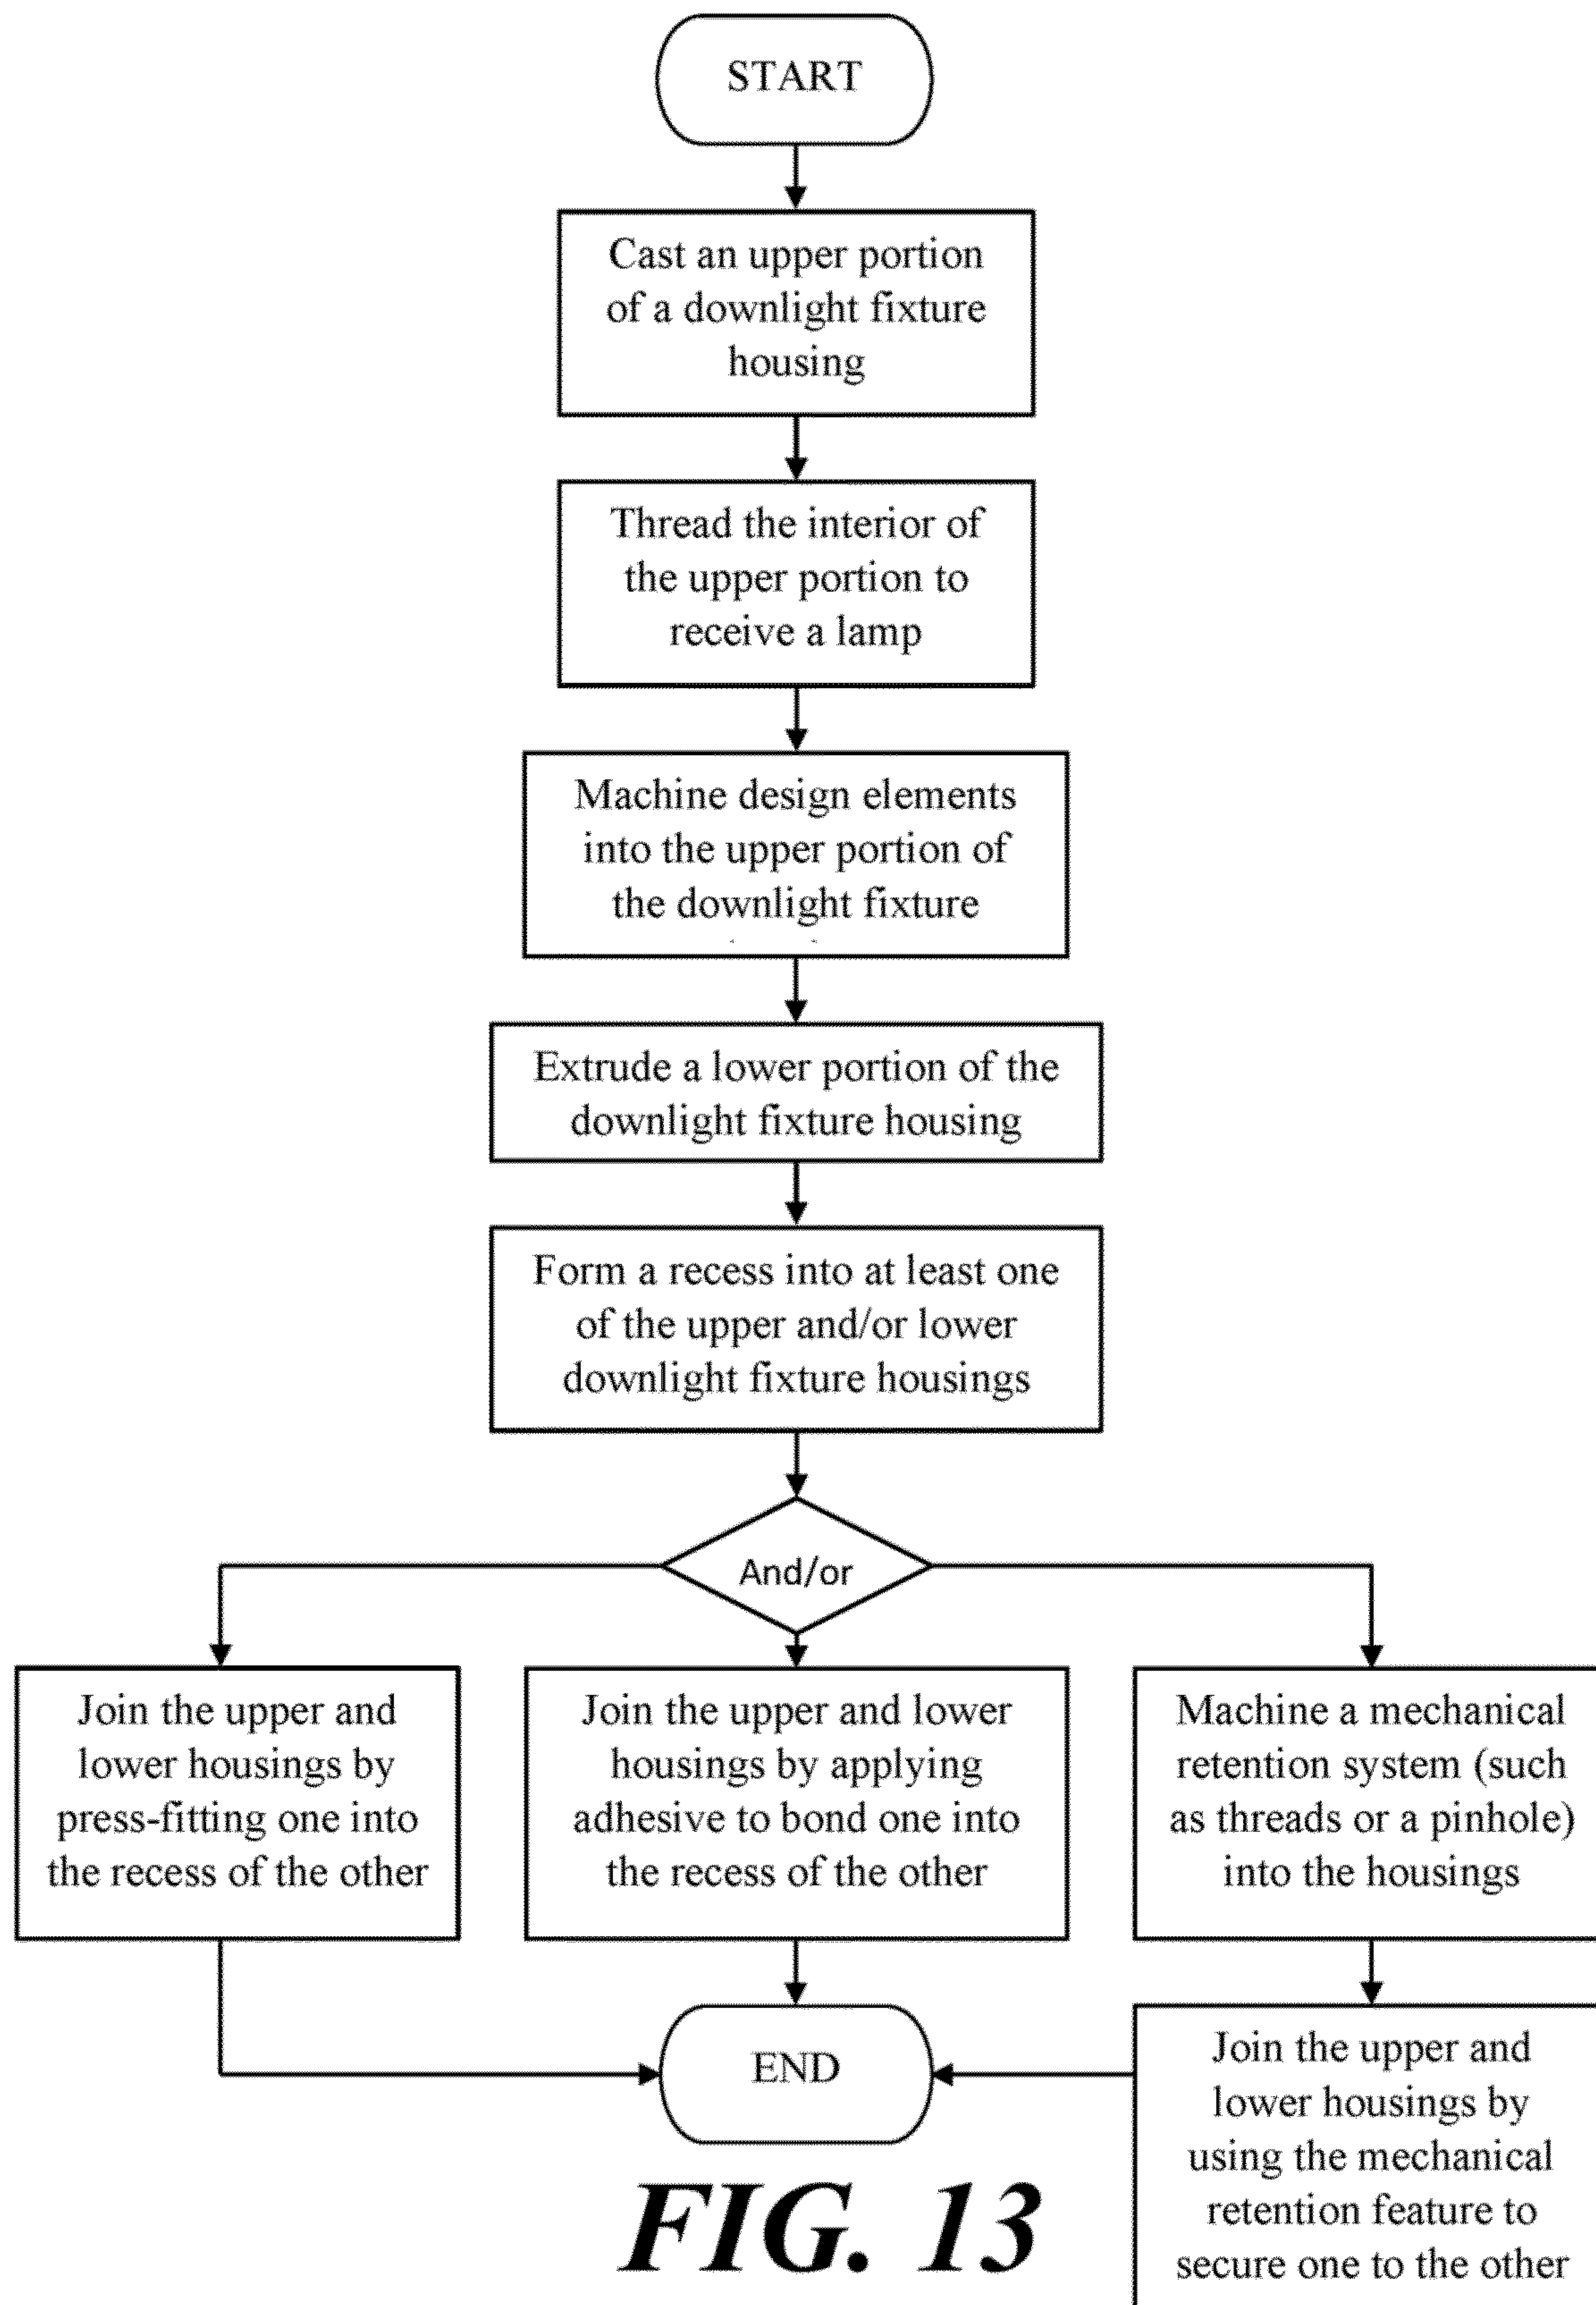 START
Cast an upper portion
of a downlight fixture
housing
Thread the interior of
the upper portion to
receive a lamp
Machine design elements
into the upper portion of
the downlight fixture
Extrude a lower portion of the
downlight fixture housing
Form a recess into at least one
of the upper and/or lower
downlight fixture housings
And/or
Join the upper and
lower housings by
press-fitting one into
the recess of the other
Join the upper and lower
housings by applying
adhesive to bond one into
the recess of the other
Machine a mechanical
retention system (such
as threads or a pinhole)
into the housings
END
Join the upper and
lower housings by
using the mechanical
retention feature to
secure one to the other
FIG. 13